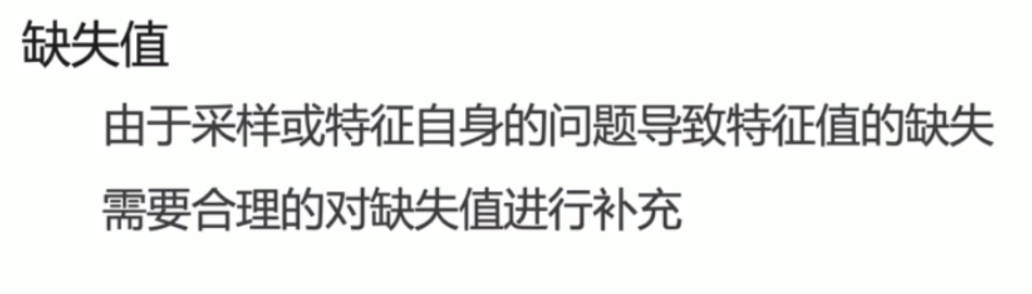 缺失值
由于采样或特征自身的问题导致特征值的缺失
需要合理的对缺失值进行补充